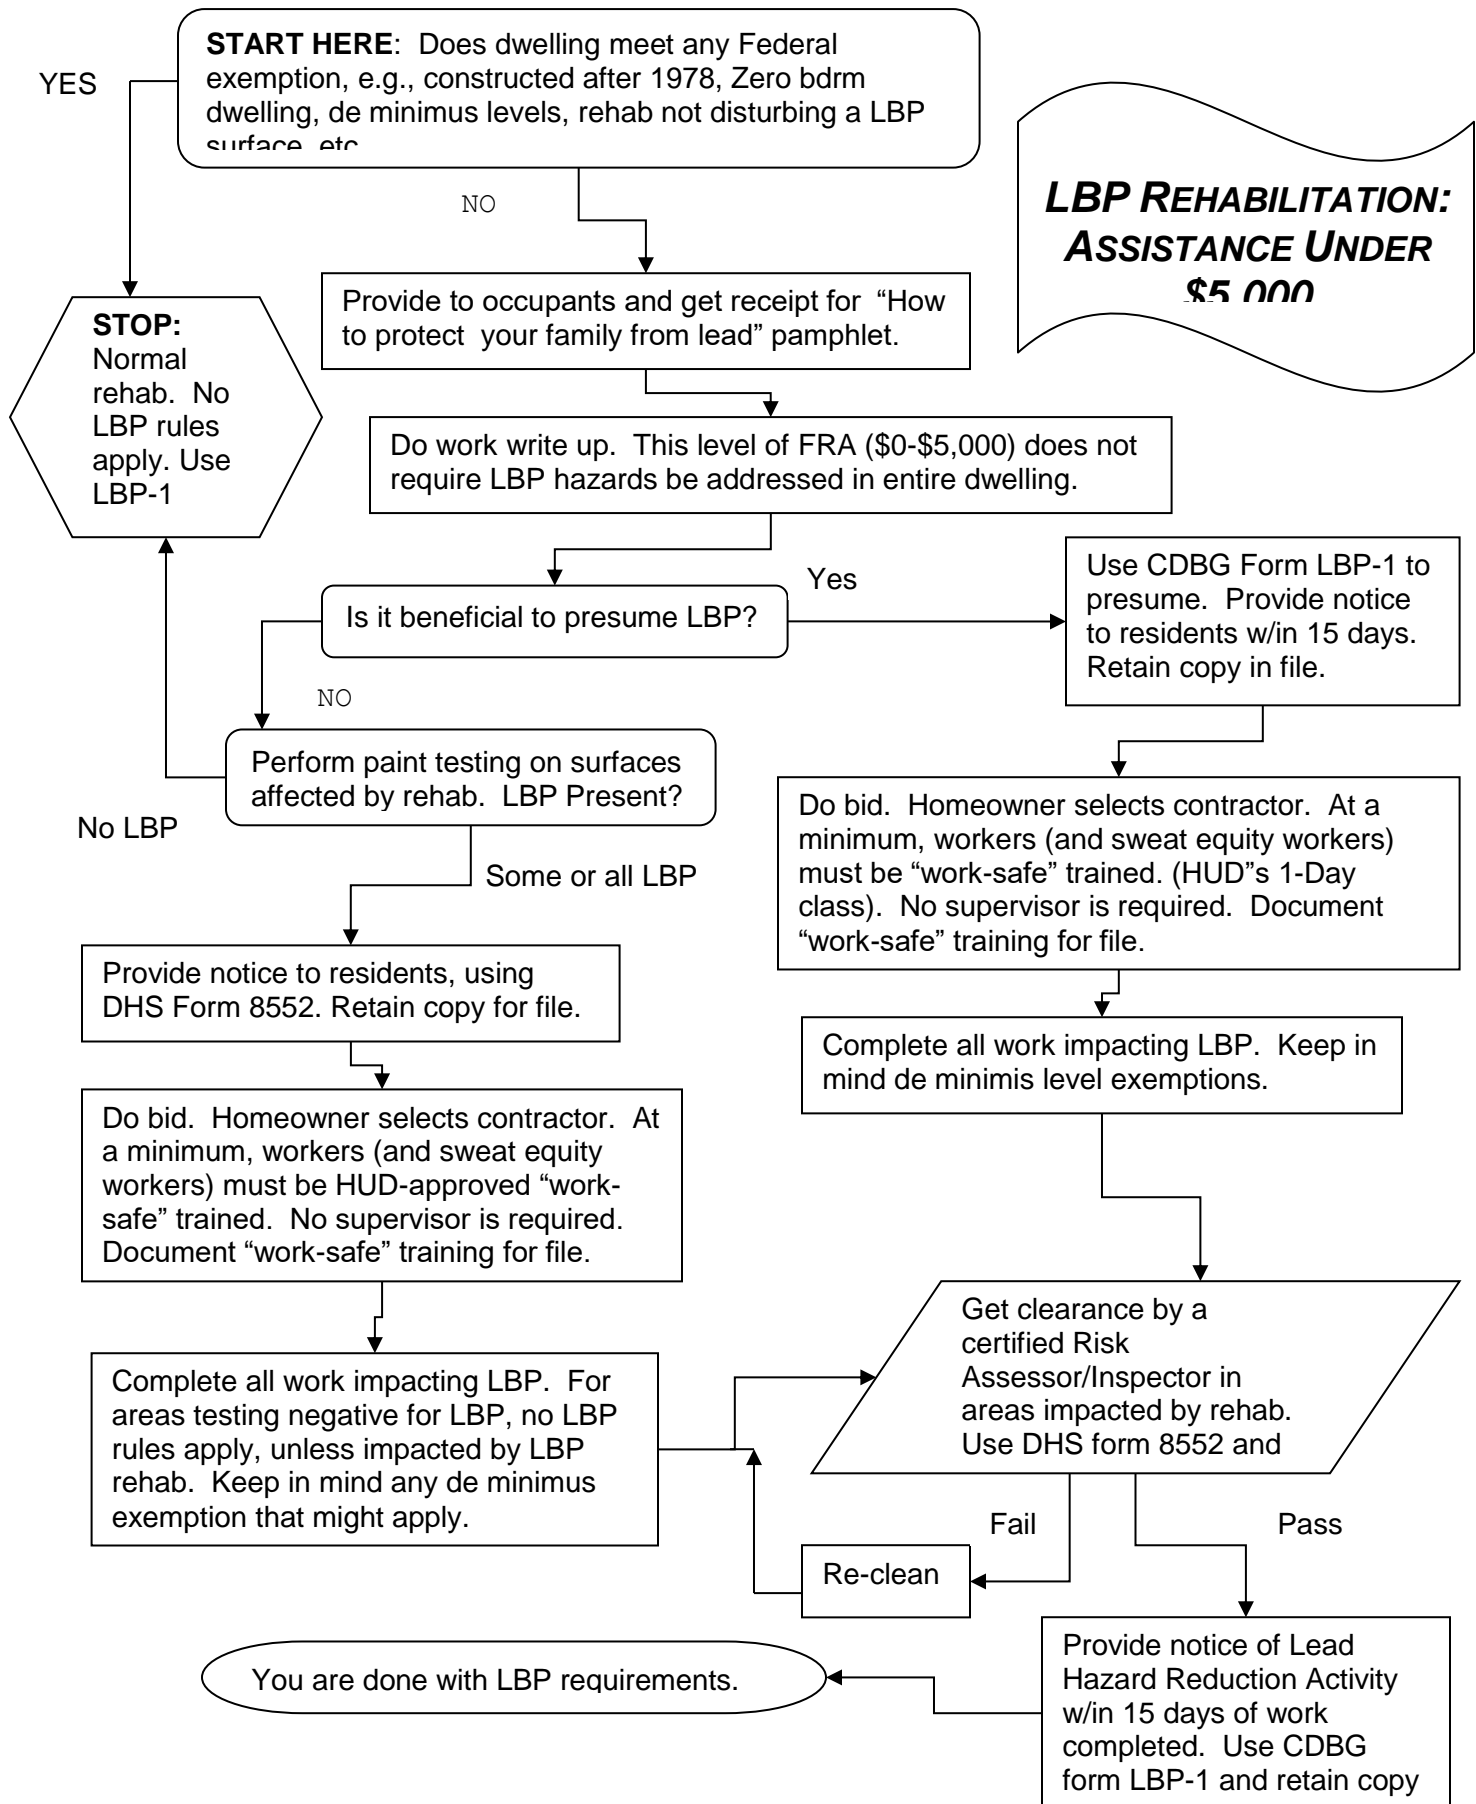 YES
START HERE: Does dwelling meet any Federal
exemption, e.g., constructed after 1978, Zero bdrm
dwelling, de minimus levels, rehab not disturbing a LBP
surface, etc
LBP REHABILITATION:
ASSISTANCE UNDER
$5,000
NO
Provide to occupants and get receipt for “How
to protect your family from lead” pamphlet.
STOP:
Normal
rehab. No
LBP rules
apply. Use
LBP-1
Do work write up. This level of FRA ($0-$5,000) does not
require LBP hazards be addressed in entire dwelling.
Is it beneficial to presume LBP?
Yes
Use CDBG Form LBP-1 to
presume. Provide notice
to residents w/in 15 days.
Retain copy in file.
NO
Perform paint testing on surfaces
affected by rehab. LBP Present?
No LBP
Some or all LBP
Do bid. Homeowner selects contractor. At a
minimum, workers (and sweat equity workers)
must be “work-safe” trained. (HUD”s 1-Day
class). No supervisor is required. Document
“work-safe” training for file.
Provide notice to residents, using
DHS Form 8552. Retain copy for file.
Complete all work impacting LBP. Keep in
mind de minimis level exemptions.
Do bid. Homeowner selects contractor. At
a minimum, workers (and sweat equity
workers) must be HUD-approved “work-
safe” trained. No supervisor is required.
Document “work-safe” training for file.
Get clearance by a
certified Risk
Assessor/Inspector in
areas impacted by rehab.
Use DHS form 8552 and
Complete all work impacting LBP. For
areas testing negative for LBP, no LBP
rules apply, unless impacted by LBP
rehab. Keep in mind any de minimus
exemption that might apply.
Fail
Pass
Re-clean
Provide notice of Lead
Hazard Reduction Activity
w/in 15 days of work
completed. Use CDBG
form LBP-1 and retain copy
You are done with LBP requirements.